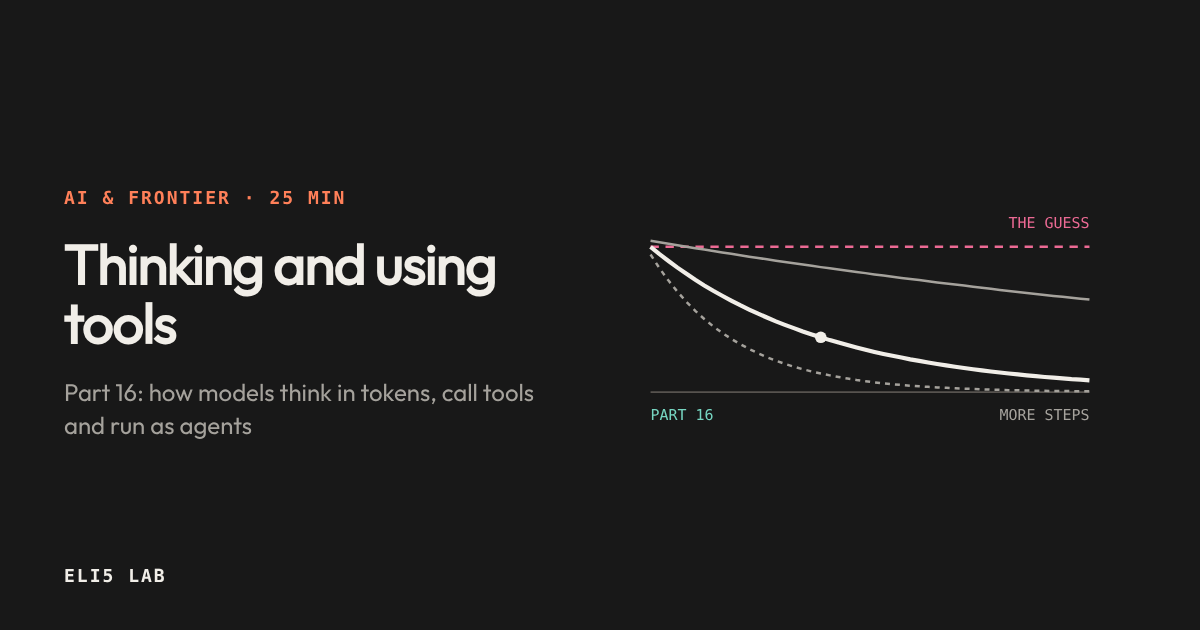 AI & FRONTIER · 25 MIN
Thinking and using
tools
Part 16: how models think in tokens, call tools
and run as agents
THE GUESS
PART 16
MORE STEPS
ELI5 LAB